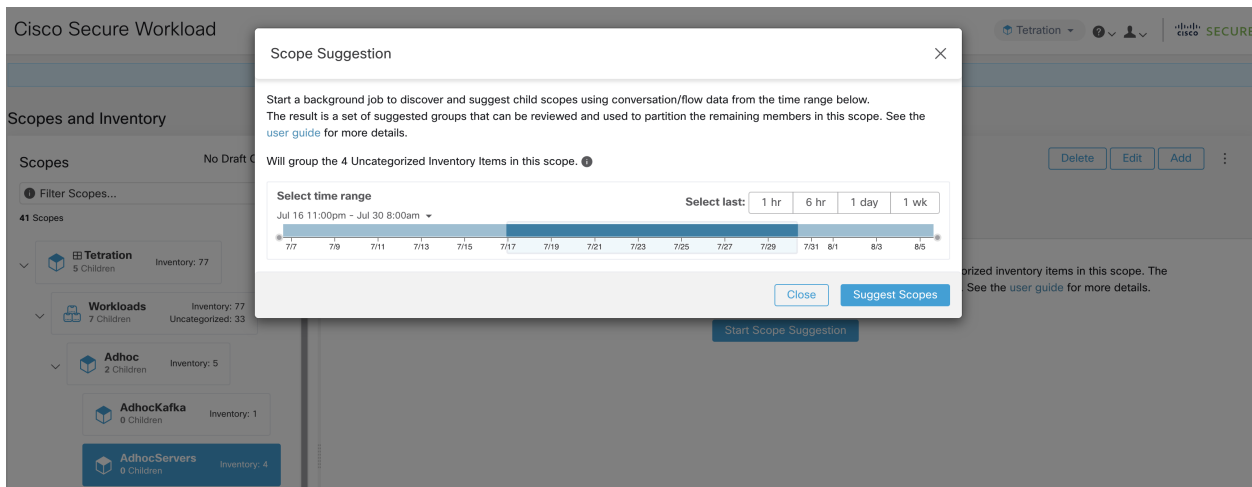 Cisco Secure Workload
Tetration
CISCO SECURE
Scope Suggestion
Start a background job to discover and suggest child scopes using conversation/flow data from the time range below.
The result is a set of suggested groups that can be reviewed and used to partition the remaining members in this scope. See the
user guide for more details.
Will group the 4 Uncategorized Inventory Items in this scope.
Select time range
Select last: 1 hr 6 hr 1 day 1 wk
Jul 16 11:00pm - Jul 30 8:00am
7/7 7/9 7/11 7/13 7/15 7/17 7/19 7/21 7/23 7/25 7/27 7/29 7/31 8/1 8/3 8/5
Close Suggest Scopes
Scopes and Inventory
Scopes No Draft
Delete Edit Add
Filter Scopes...
41 Scopes
Tetration
5 Children Inventory: 77
Workloads Inventory: 77
7 Children Uncategorized: 33
Adhoc
2 Children Inventory: 5
AdhocKafka
0 Children Inventory: 1
AdhocServers
0 Children Inventory: 4
orized inventory items in this scope. The
. See the user guide for more details.
Start Scope Suggestion